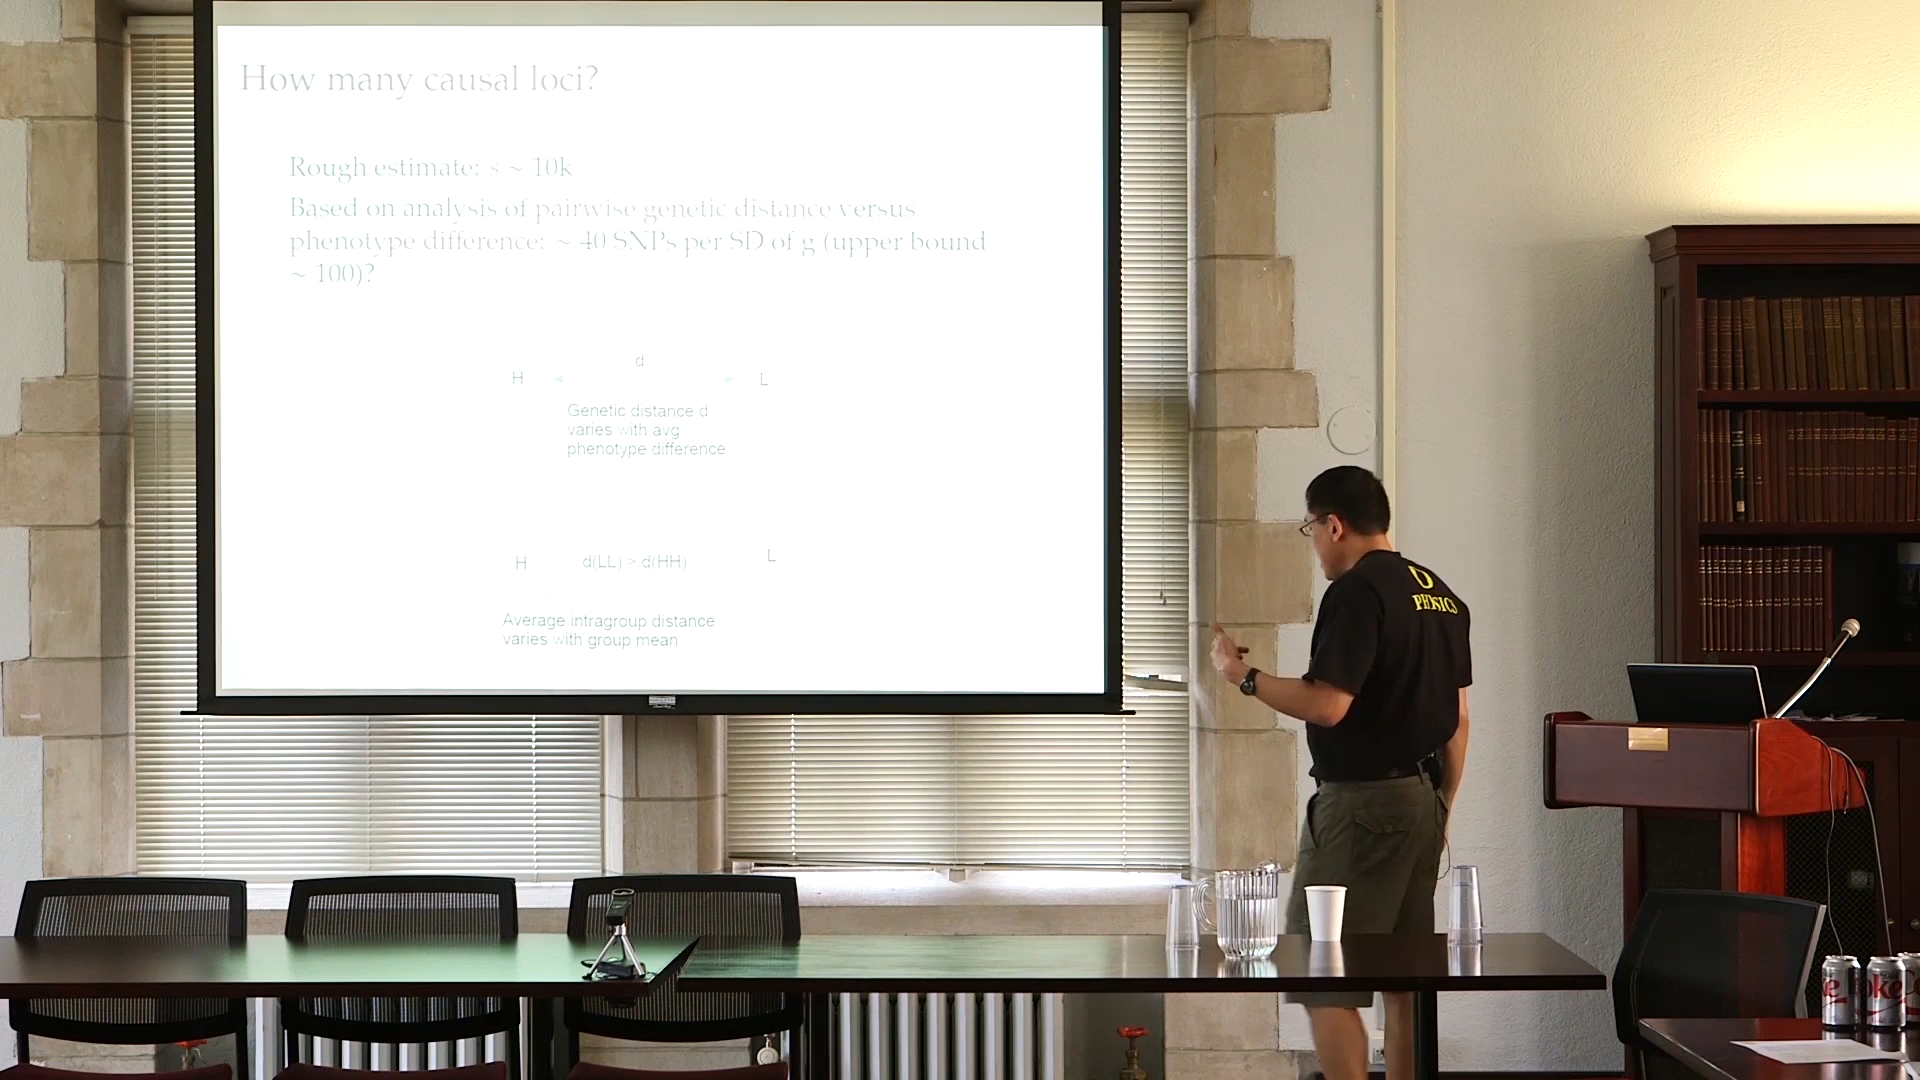 How many causal loci?
Rough estimate: s ~ 10k
Based on analysis of pairwise genetic distance versus
phenotype difference: ~ 40 SNPs per SD of g (upper bound
~ 100)?
d
H
L
Genetic distance d
varies with avg
phenotype difference
H
d(LL) > d(HH)
L
Average intragroup distance
varies with group mean
PHYSICS
ke
oke